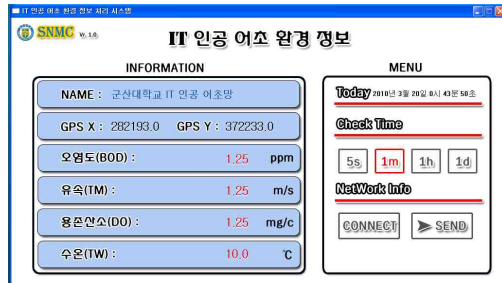 IT 인공 어초 환경 정보 처리 시스템
SNMC Vr. 1.0
IT 인공 어초 환경 정보
INFORMATION
NAME : 군산대학교 IT 인공 어초망
GPS X : 282193.0 GPS Y : 372233.0
오염도(BOD) : 1.25 ppm
유속(TM) : 1.25 m/s
용존산소(DO) : 1.25 mg/c
수온(TW) : 10.0 ℃
MENU
Today 2010년 3월 20일 0시 43분 50초
Check Time
5s 1m 1h 1d
NetWork Info
CONNECT SEND